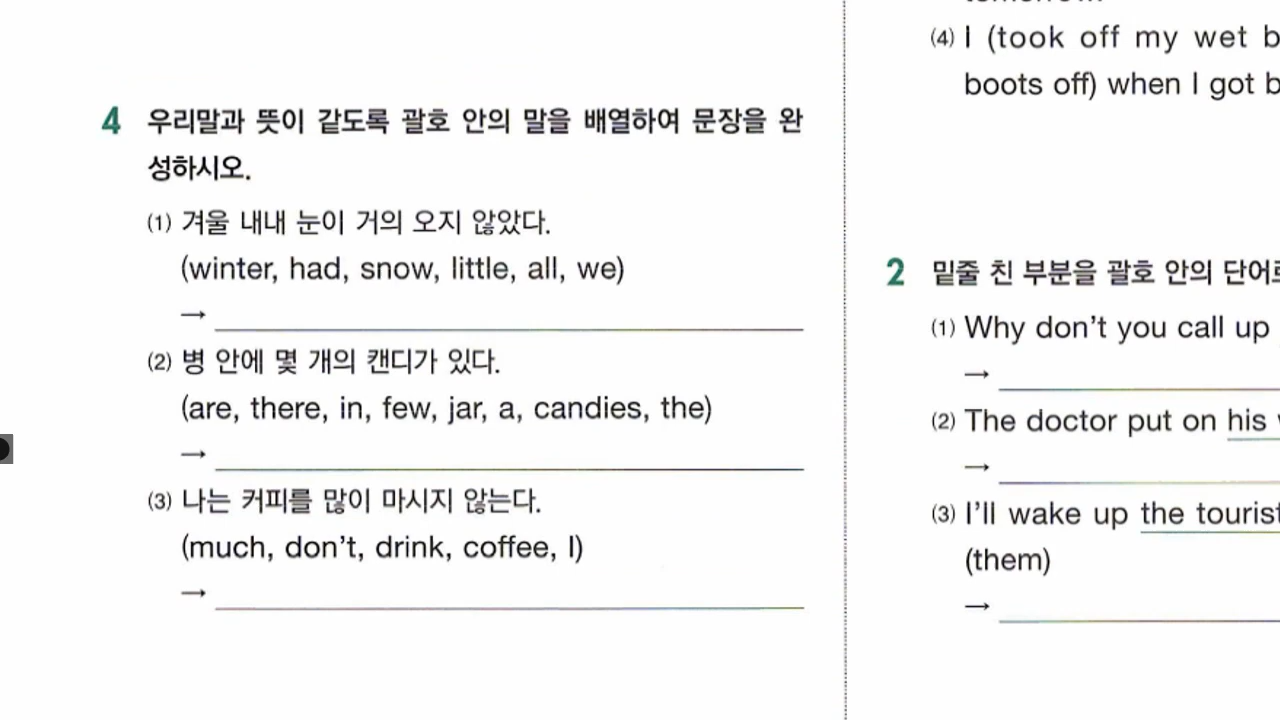 4 우리말과 뜻이 같도록 괄호 안의 말을 배열하여 문장을 완
성하시오.
(1) 겨울 내내 눈이 거의 오지 않았다.
(winter, had, snow, little, all, we)
→
(2) 병 안에 몇 개의 캔디가 있다.
(are, there, in, few, jar, a, candies, the)
→
(3) 나는 커피를 많이 마시지 않는다.
(much, don't, drink, coffee, I)
→
(4) I (took off my wet
boots off) when I got
2 밑줄 친 부분을 괄호 안의
(1) Why don't you call up
→
(2) The doctor put on his
→
(3) I'll wake up the
(them)
→